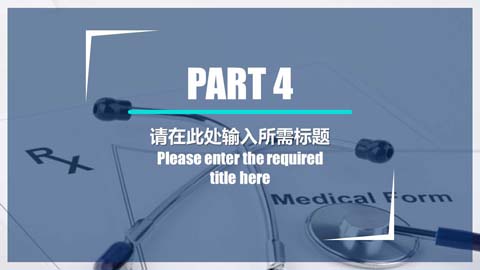 PART 4
请在此处输入所需标题
Please enter the required
title here
Rx
Medical Form